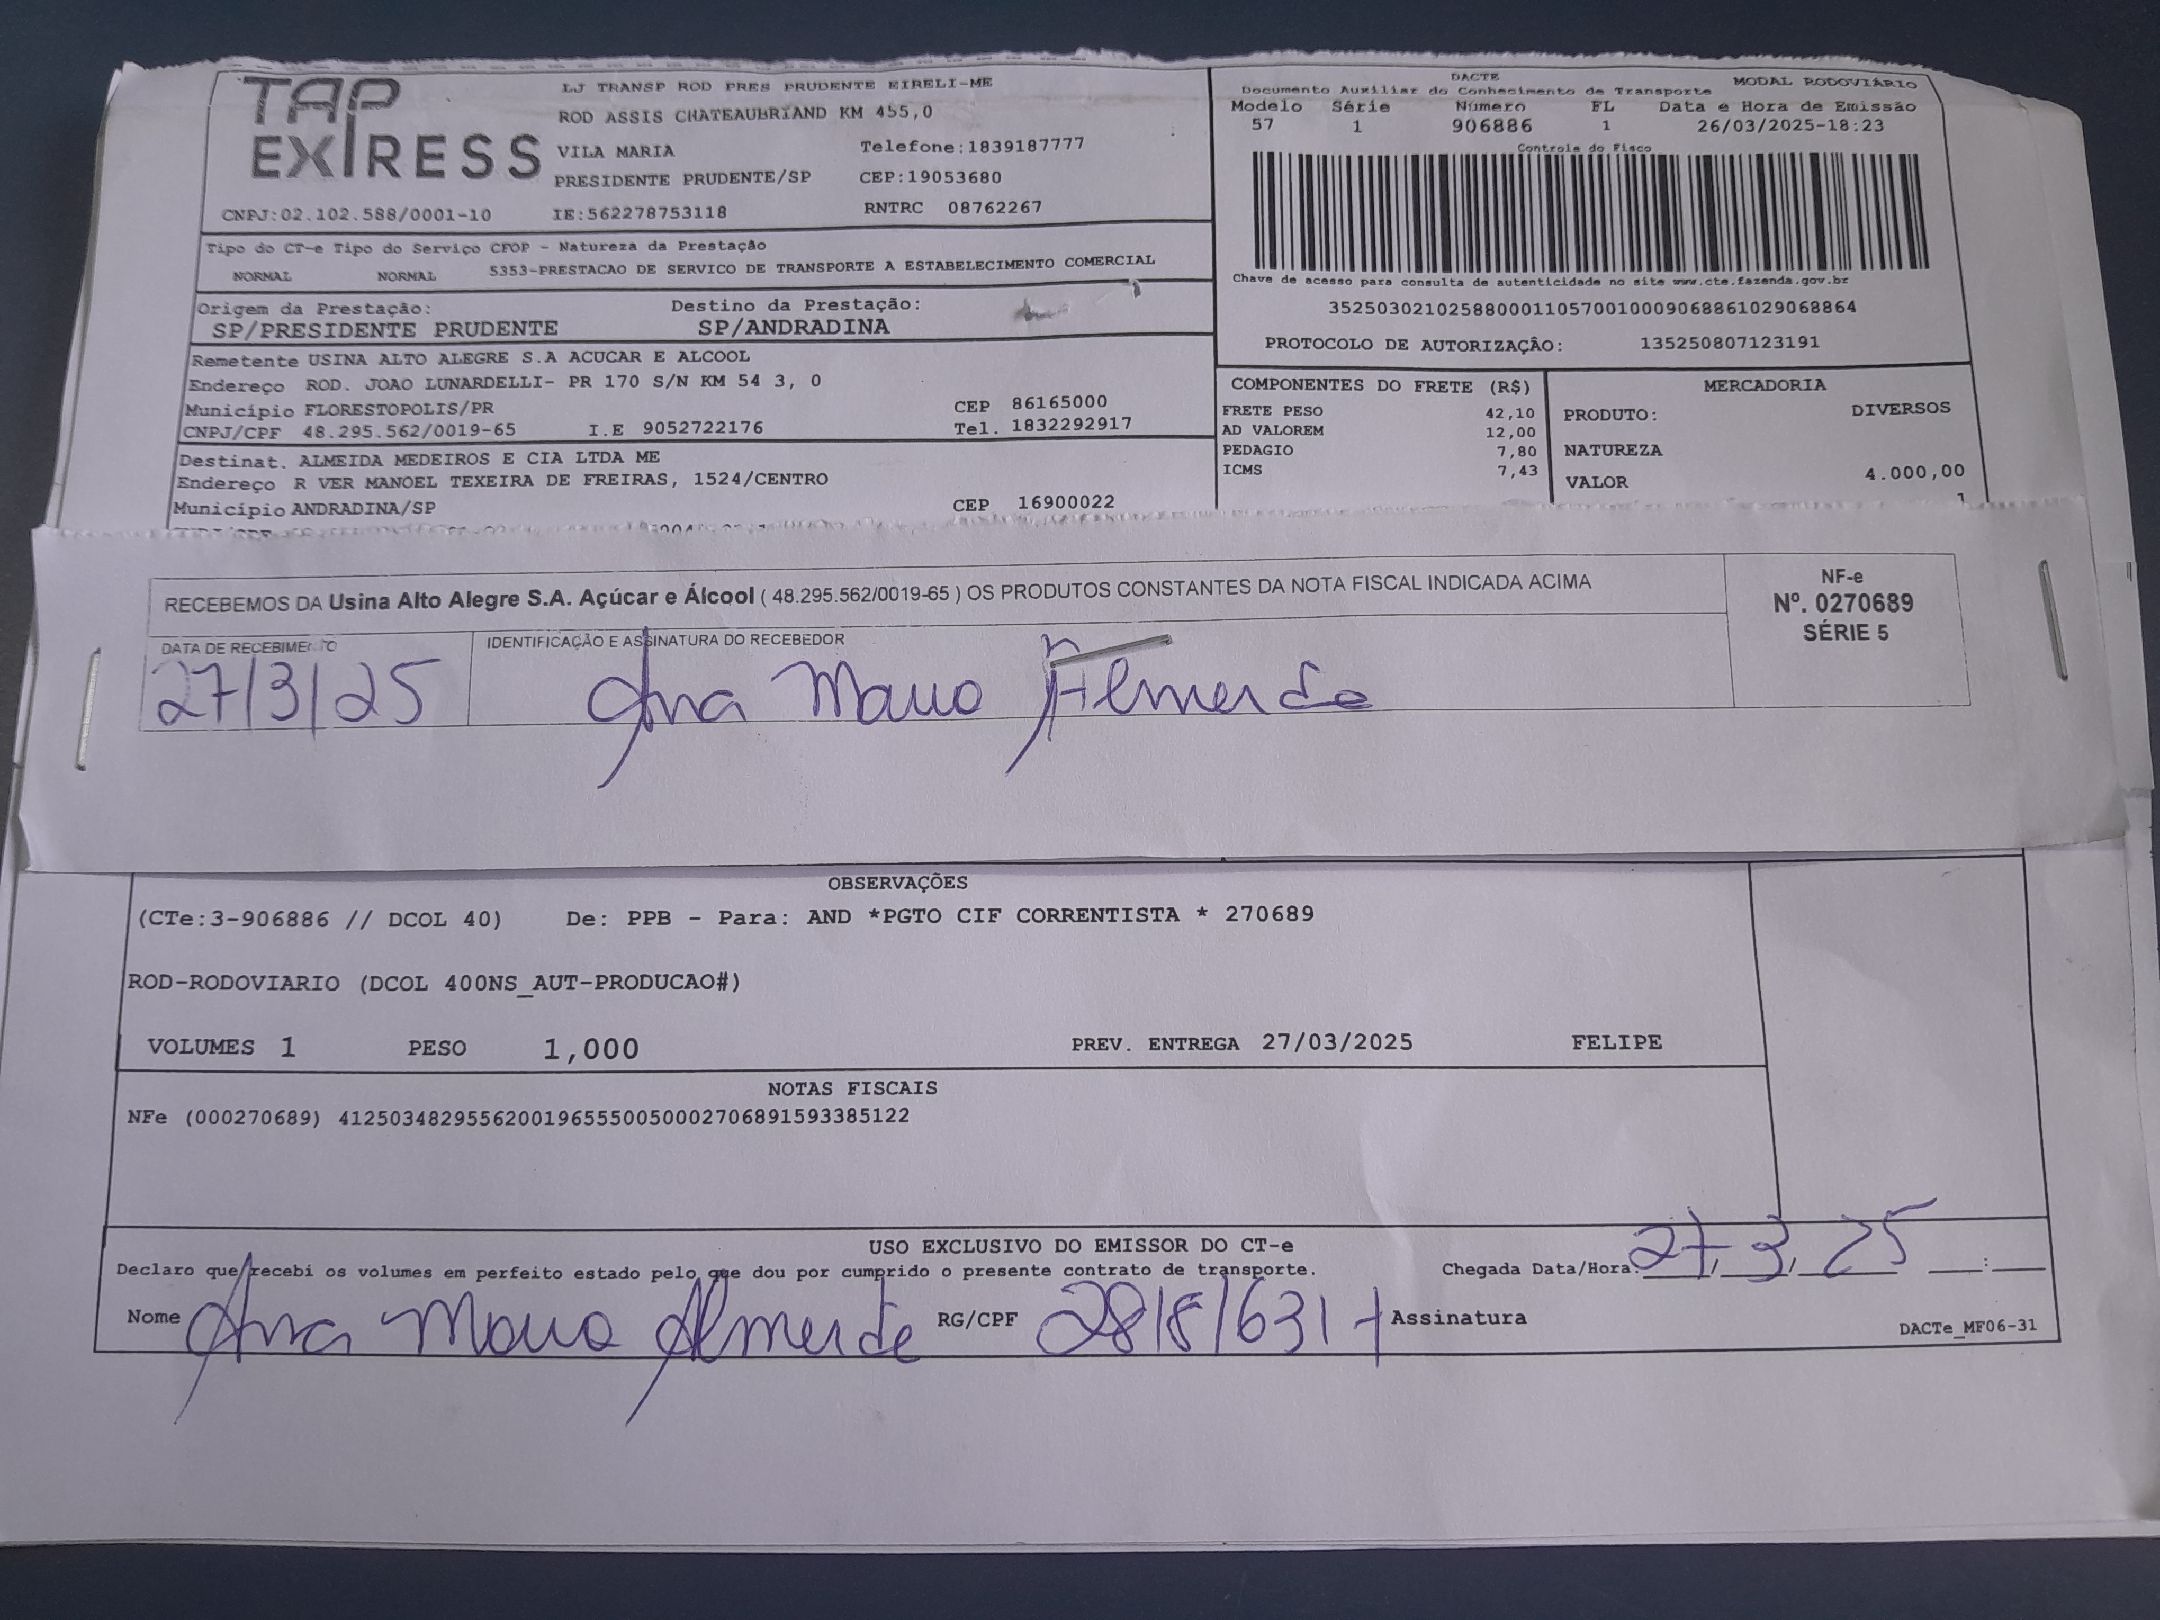 TAP
EXPRESS
LJ TRANSP ROD PRES PRUDENTE EIRELI-ME
ROD ASSIS CHATEAUBRIAND KM 455,0
VILA MARIA Telefone:1839187777
PRESIDENTE PRUDENTE/SP CEP:19053680
CNPJ:02.102.588/0001-10 IE:562278753118 RNTRC 08762267
DACTE MODAL RODOVIÁRIO
Documento Auxiliar do Conhecimento de Transporte
Modelo Série Número FL Data e Hora de Emissão
57 1 906886 1 26/03/2025-18:23
Controle do Fisco
Chave de acesso para consulta de autenticidade no site www.cte.fazenda.gov.br
35250302102588000110570010009068861029068864
PROTOCOLO DE AUTORIZAÇÃO: 135250807123191
Tipo do CT-e Tipo do Serviço CFOP - Natureza da Prestação
NORMAL NORMAL 5353-PRESTACAO DE SERVICO DE TRANSPORTE A ESTABELECIMENTO COMERCIAL
Origem da Prestação: Destino da Prestação:
SP/PRESIDENTE PRUDENTE SP/ANDRADINA
Remetente USINA ALTO ALEGRE S.A ACUCAR E ALCOOL
Endereço ROD. JOAO LUNARDELLI- PR 170 S/N KM 54 3, 0
Município FLORESTOPOLIS/PR CEP 86165000
CNPJ/CPF 48.295.562/0019-65 I.E 9052722176 Tel. 1832292917
Destinat. ALMEIDA MEDEIROS E CIA LTDA ME
Endereço R VER MANOEL TEXEIRA DE FREIRAS, 1524/CENTRO
Município ANDRADINA/SP CEP 16900022
COMPONENTES DO FRETE (R$)
FRETE PESO 42,10
AD VALOREM 12,00
PEDAGIO 7,80
ICMS 7,43
MERCADORIA
PRODUTO: DIVERSOS
NATUREZA
VALOR 4.000,00
1
RECEBEMOS DA Usina Alto Alegre S.A. Açúcar e Álcool ( 48.295.562/0019-65 ) OS PRODUTOS CONSTANTES DA NOTA FISCAL INDICADA ACIMA
NF-e
Nº. 0270689
SÉRIE 5
DATA DE RECEBIMENTO IDENTIFICAÇÃO E ASSINATURA DO RECEBEDOR
27/3/25 Ana Maria Almeida
OBSERVAÇÕES
(CTe:3-906886 // DCOL 40) De: PPB - Para: AND *PGTO CIF CORRENTISTA * 270689
ROD-RODOVIARIO (DCOL 400NS_AUT-PRODUCAO#)
VOLUMES 1 PESO 1,000 PREV. ENTREGA 27/03/2025 FELIPE
NOTAS FISCAIS
NFe (000270689) 41250348295562001965550050002706891593385122
USO EXCLUSIVO DO EMISSOR DO CT-e
Declaro que recebi os volumes em perfeito estado pelo que dou por cumprido o presente contrato de transporte. Chegada Data/Hora: 27/3/25 __:__
Nome Ana Maria Almeida RG/CPF Assinatura
DACTe_MF06-31